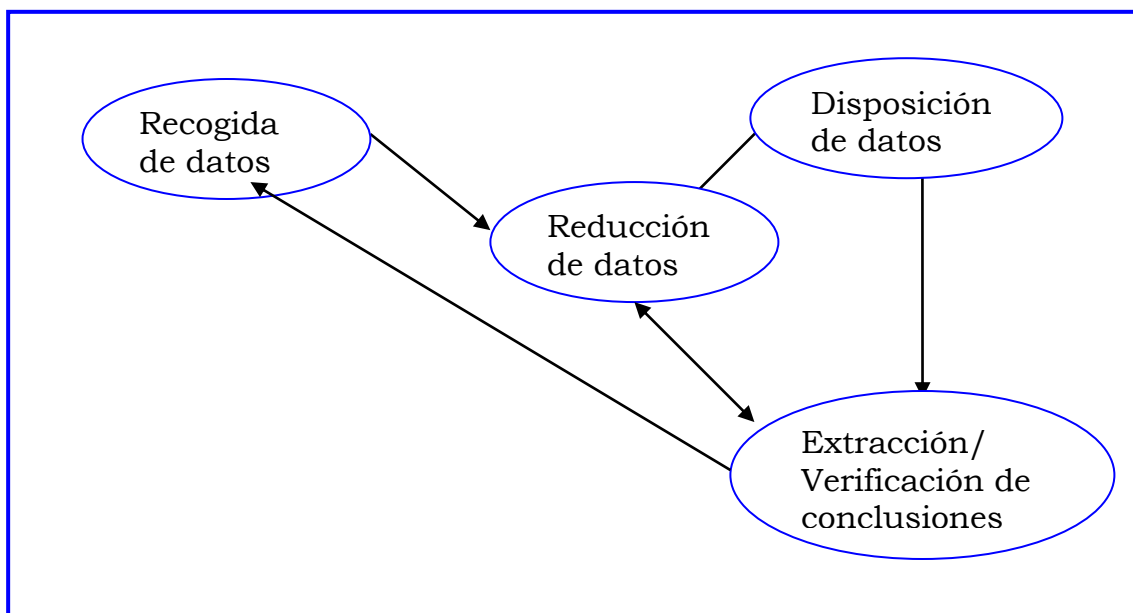 Recogida
de datos
Disposición
de datos
Reducción
de datos
Extracción/
Verificación de
conclusiones